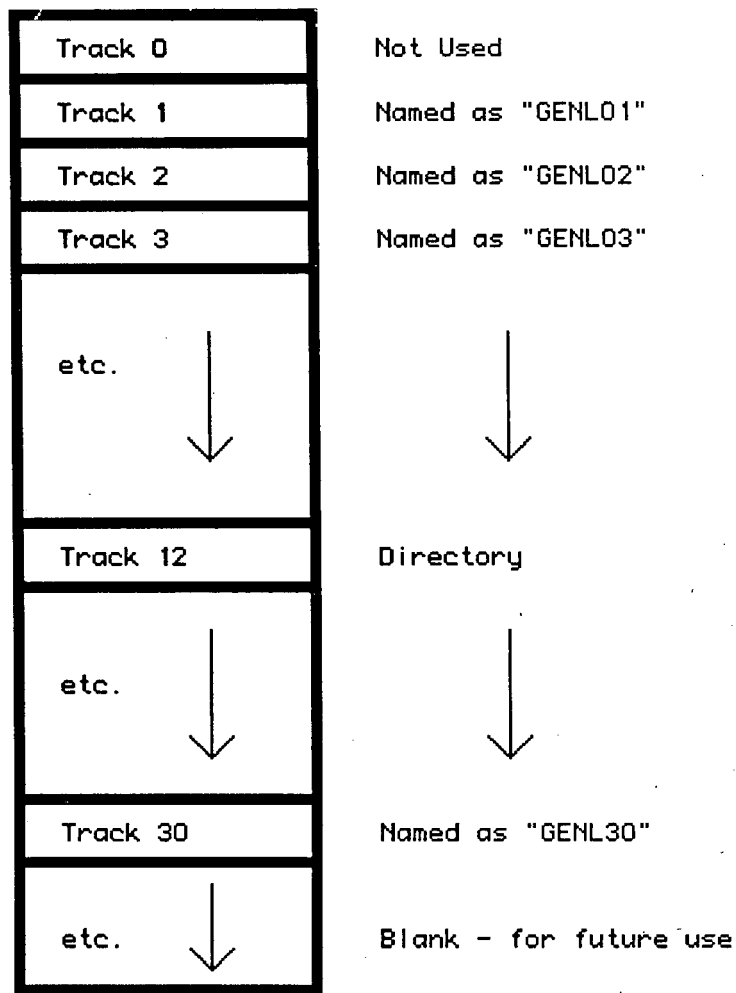 Track 0 Not Used
Track 1 Named as "GENL01"
Track 2 Named as "GENL02"
Track 3 Named as "GENL03"
etc.
Track 12 Directory
etc.
Track 30 Named as "GENL30"
etc. Blank - for future use